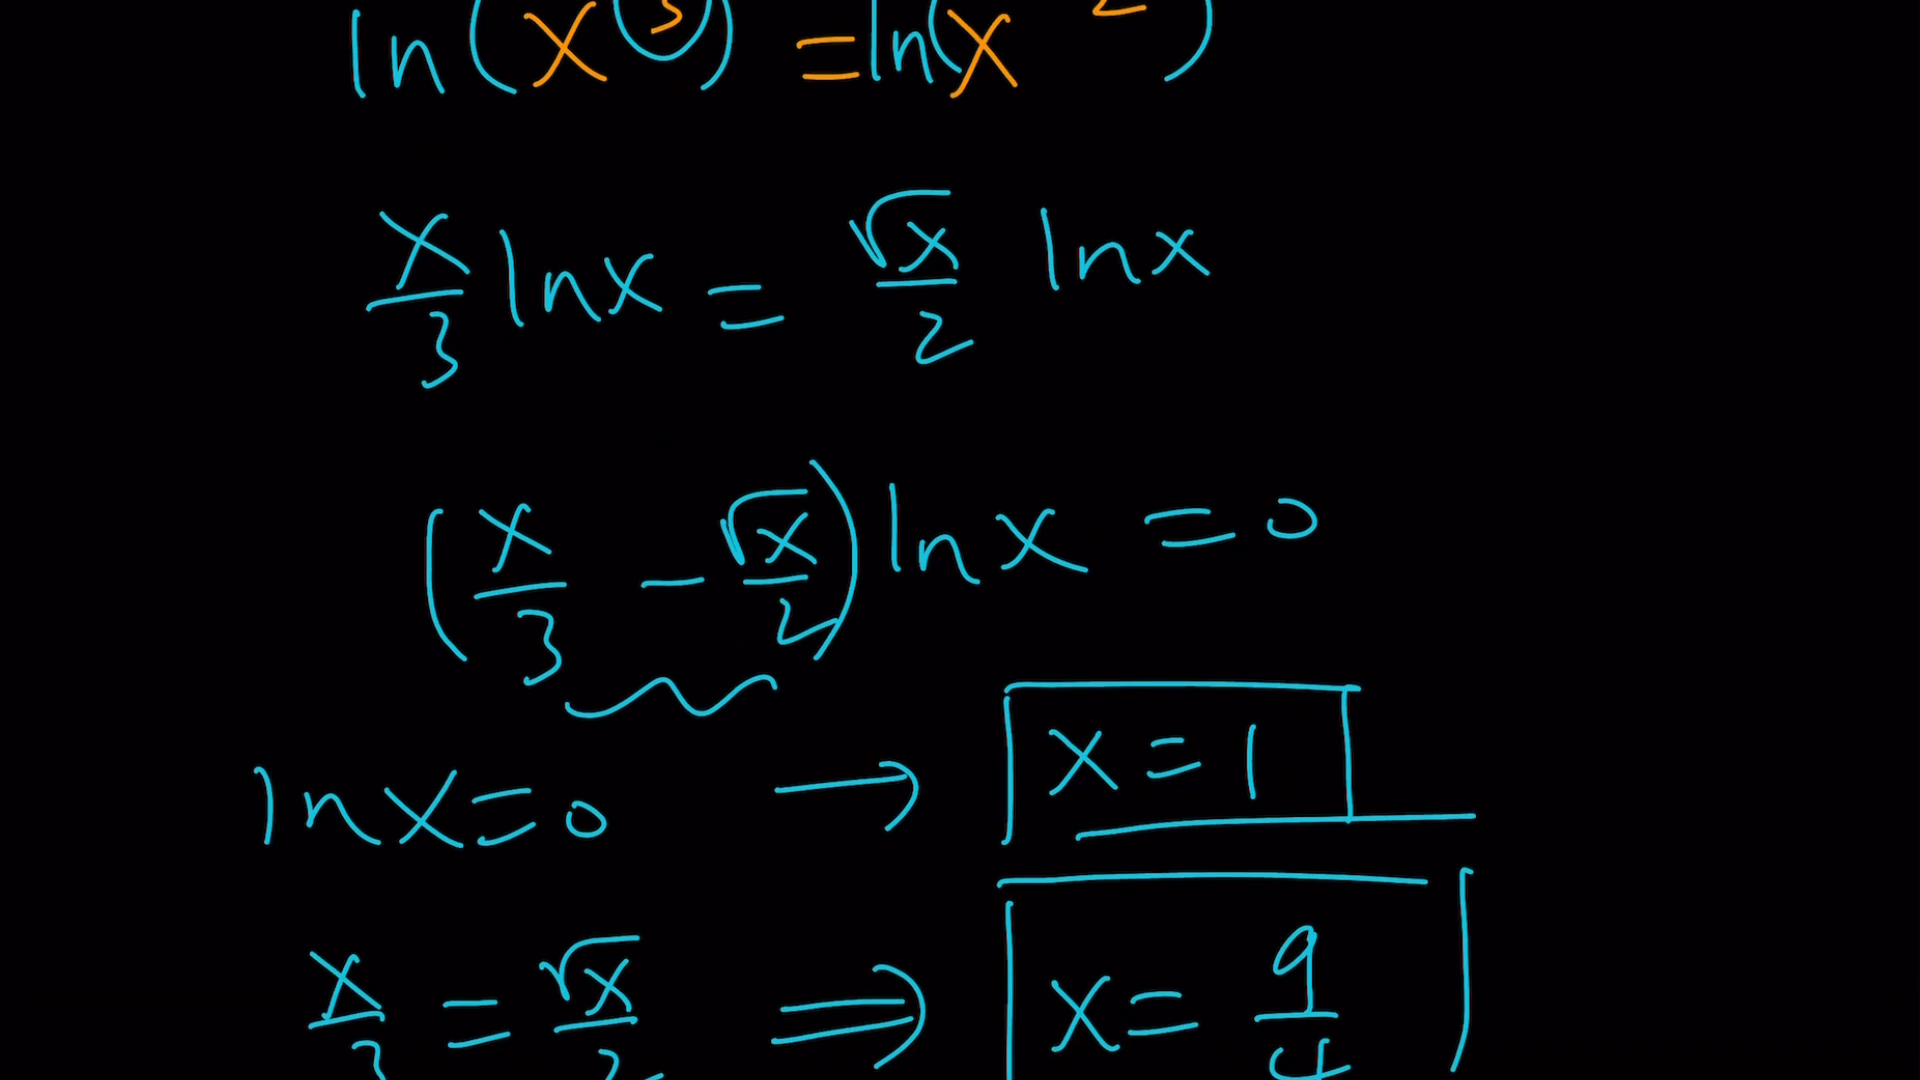 ln(x^3) = ln(x^2)
x/3 ln x = √x/2 ln x
(x/3 - √x/2) ln x = 0
ln x = 0 → x = 1
x/3 = √x/2 ⇒ x = 9/4